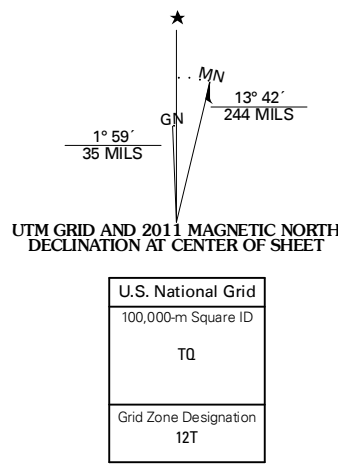 MN
GN
13° 42´
244 MILS
1° 59´
35 MILS
UTM GRID AND 2011 MAGNETIC NORTH
DECLINATION AT CENTER OF SHEET
U.S. National Grid
100,000-m Square ID
TQ
Grid Zone Designation
12T